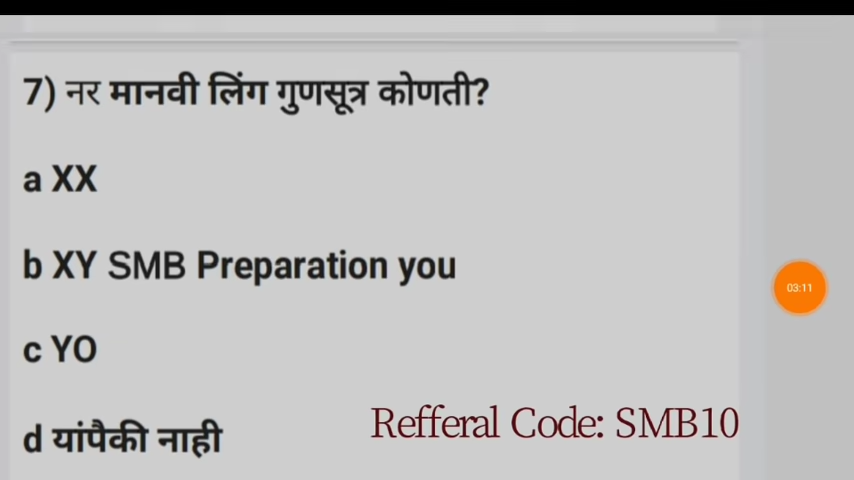 7) नर मानवी लिंग गुणसूत्र कोणती?
a XX
b XY SMB Preparation you
c YO
d यांपैकी नाही
Refferal Code: SMB10
03:11